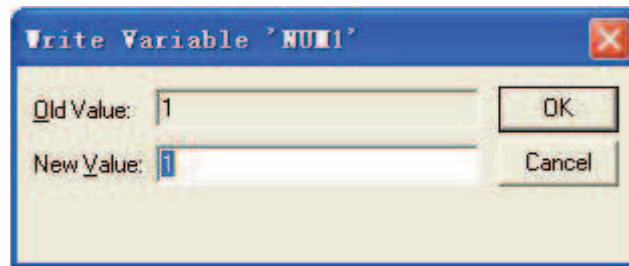 Write Variable 'NUM1'
Old Value: 1 OK
New Value: 1 Cancel